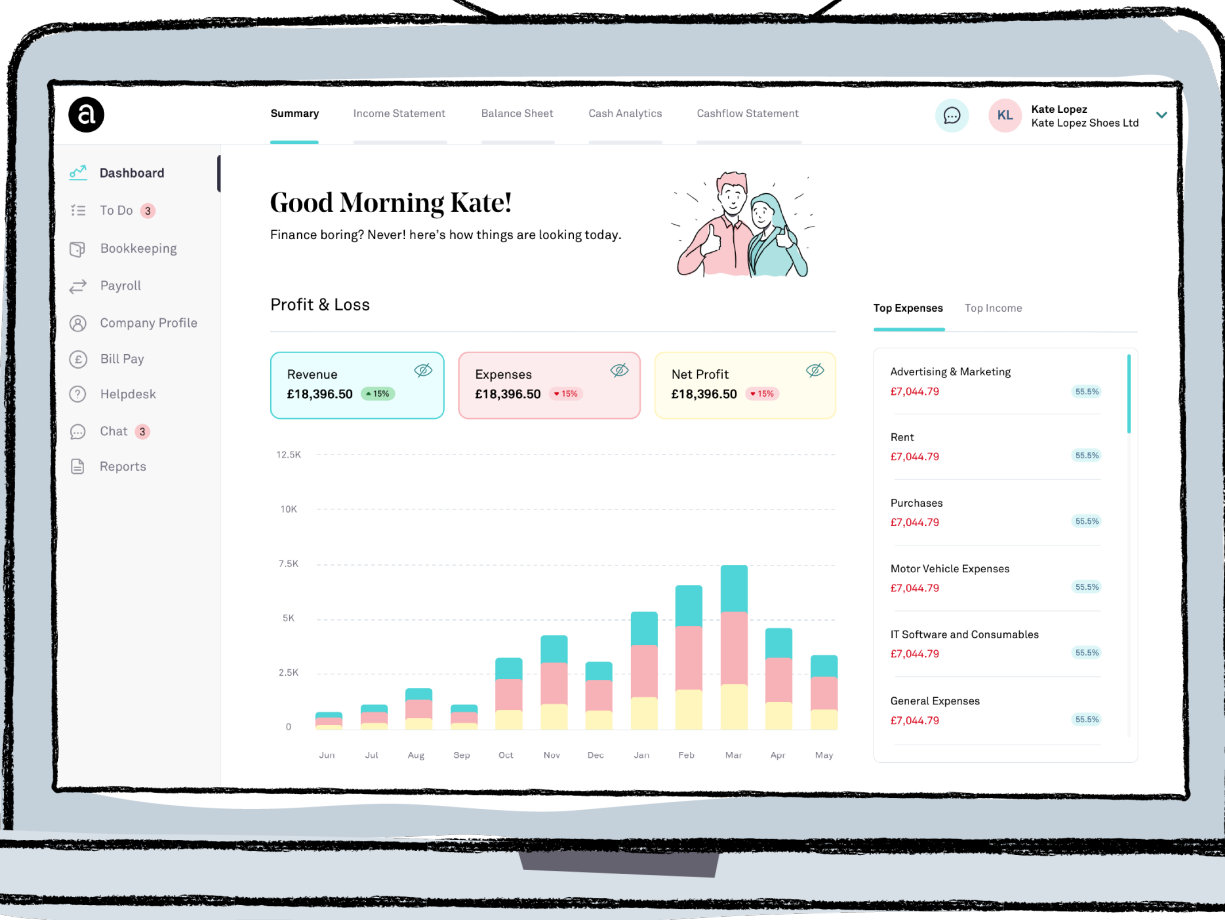 a
Summary
Income Statement
Balance Sheet
Cash Analytics
Cashflow Statement
KL
Kate Lopez
Kate Lopez Shoes Ltd
Dashboard
To Do 3
Bookkeeping
Payroll
Company Profile
£ Bill Pay
? Helpdesk
Chat 3
Reports
Good Morning Kate!
Finance boring? Never! here's how things are looking today.
Profit & Loss
Revenue
£18,396.50 15%
Expenses
£18,396.50 15%
Net Profit
£18,396.50 15%
12.5K
10K
7.5K
5K
2.5K
0
Jun Jul Aug Sep Oct Nov Dec Jan Feb Mar Apr May
Top Expenses
Top Income
Advertising & Marketing
£7,044.79 55.5%
Rent
£7,044.79 55.5%
Purchases
£7,044.79 55.5%
Motor Vehicle Expenses
£7,044.79 55.5%
IT Software and Consumables
£7,044.79 55.5%
General Expenses
£7,044.79 55.5%